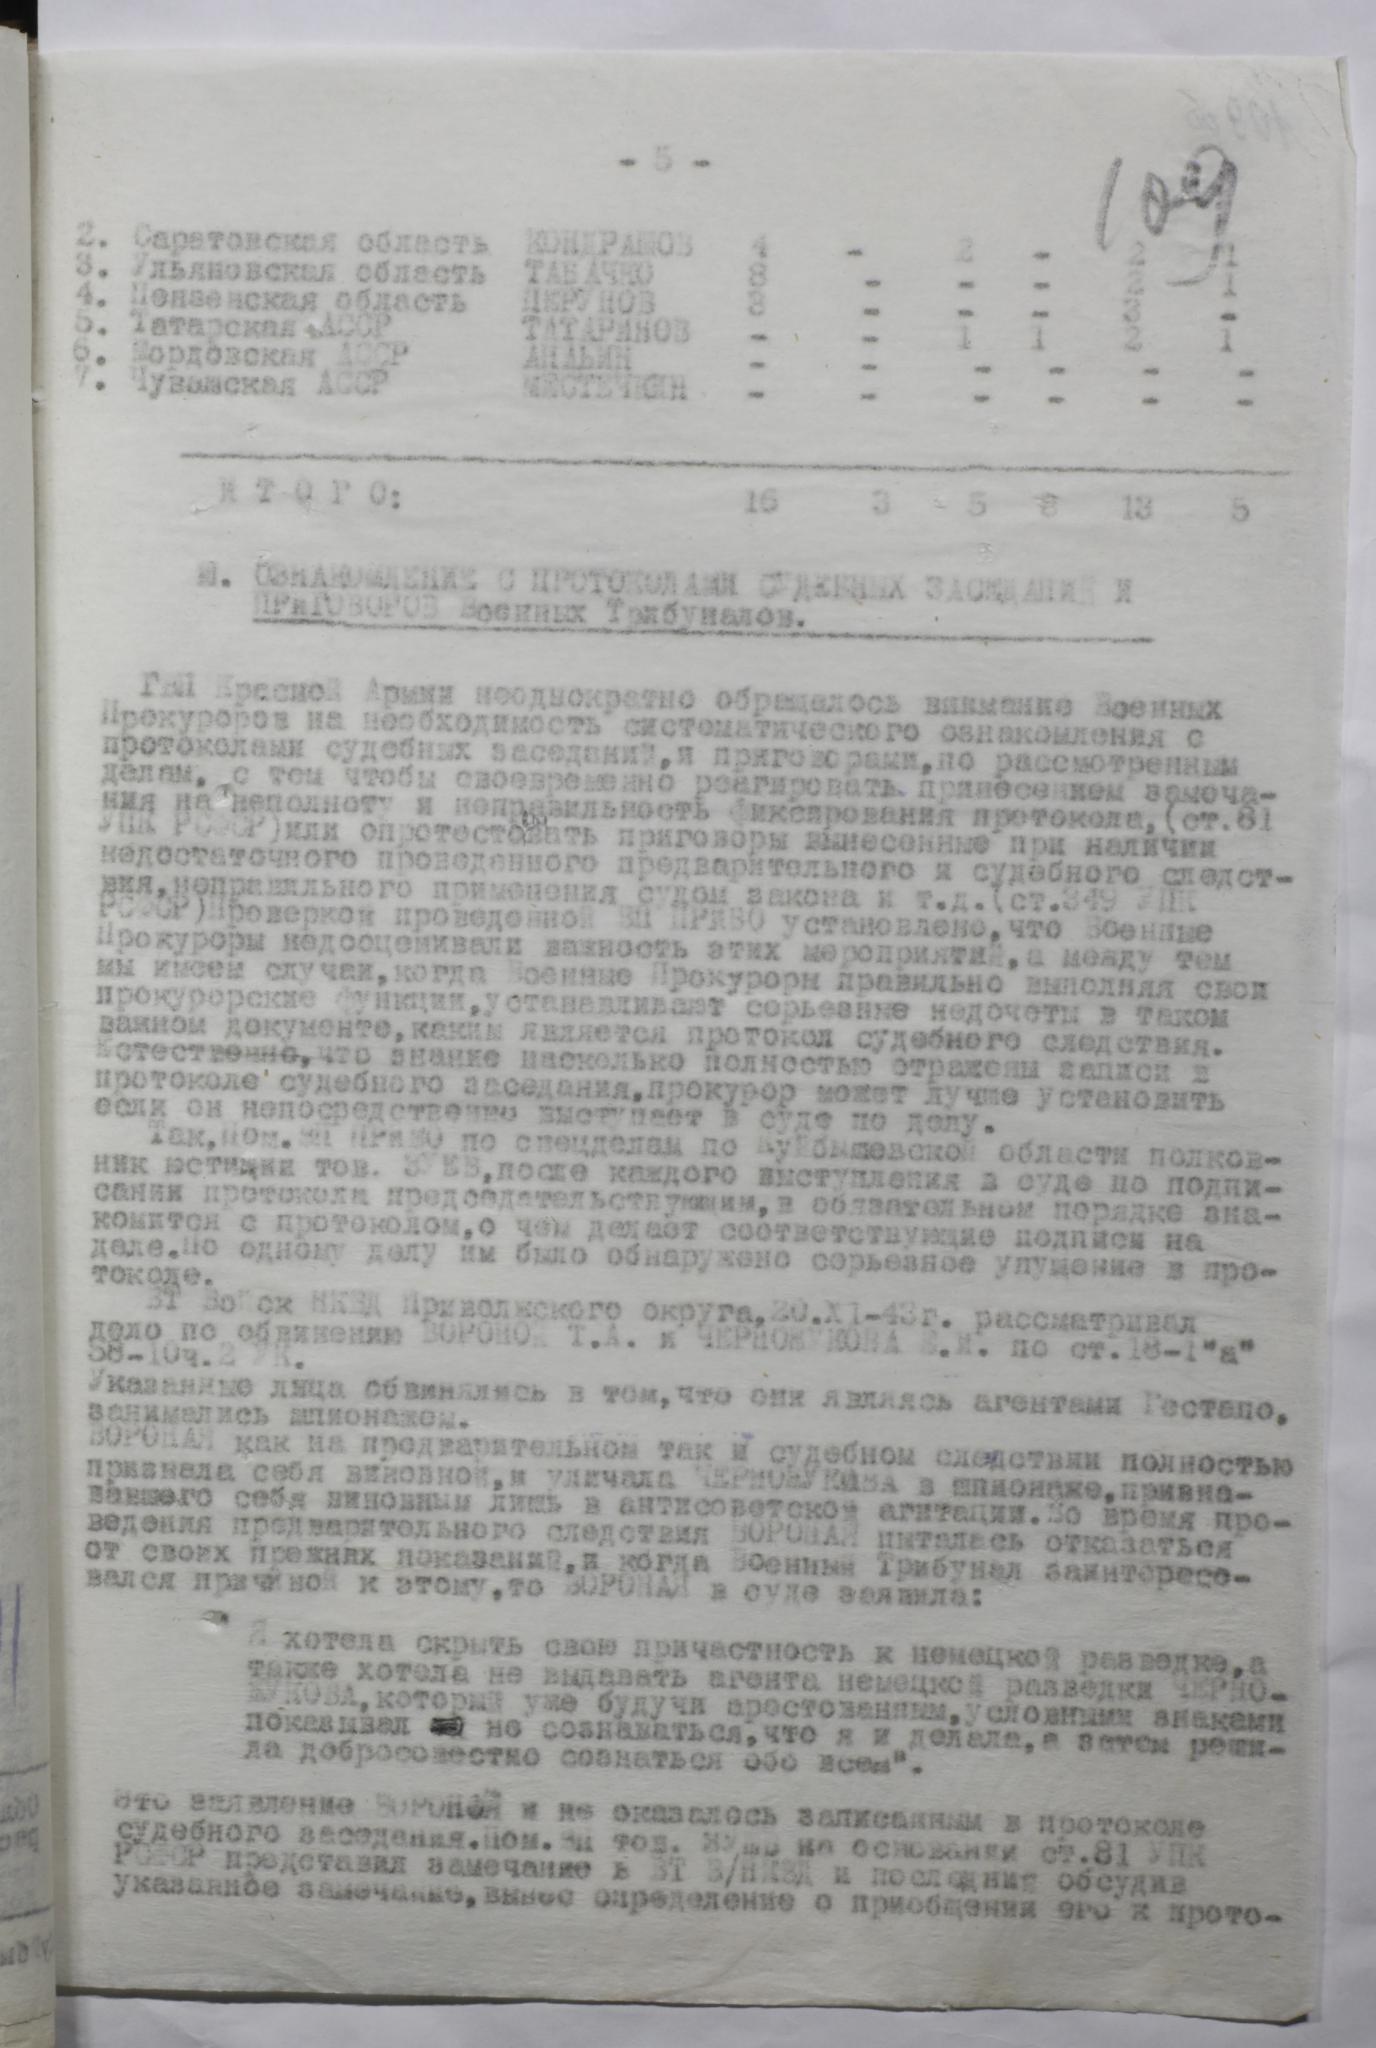 - 5 -
109
2. Саратовская область КОНДРАШОВ 4 - 2 - 2 1
3. Ульяновская область ТАБАЧНО 8 - - - 2 1
4. Пензенская область ПЕРУНОВ 8 - - - 3 -
5. Татарская АССР ТАТАРИНОВ - - 1 1 2 1
6. Мордовская АССР АНДЬИН - - - - - -
7. Чувашская АССР МЕСТЕЧКИН - - - - - -
И Т О Г О: 16 3 5 13 5
Ш. ОЗНАКОМЛЕНИЕ С ПРОТОКОЛАМИ СУДЕБНЫХ ЗАСЕДАНИЙ И
ПРИГОВОРОВ Военных Трибуналов.
ГВП Красной Армии неоднократно обращалось внимание Военных
Прокуроров на необходимость систематического ознакомления с
протоколами судебных заседаний,и приговорами,по рассмотренным
делам, с тем чтобы своевременно реагировать принесением замеча-
ния на неполноту и неправильность фиксирования протокола,(ст.81
УПК РСФСР)или опротестовать приговоры вынесенные при наличии
недостаточного проведенного предварительного и судебного следст-
вия,неправильного применения судом закона и т.д.(ст.349 УПК
РСФСР)Проверкой проведенной ВП ПРИВО установлено,что Военные
Прокуроры недооценивали важность этих мероприятий,а между тем
мы имеем случаи,когда Военные Прокуроры правильно выполняя свои
прокурорские функции,устанавливают серьезные недочеты в таком
важном документе,каким является протокол судебного следствия.
Естественно,что знание насколько полностью отражены записи в
протоколе судебного заседания,прокурор может лучше установить
если он непосредственно выступает в суде по делу.
Так,Пом.ВП ПРИВО по спецделам по Куйбышевской области полков-
ник юстиции тов. ЗУЕВ,после каждого выступления в суде по подпи-
сании протокола председательствующим,в обязательном порядке зна-
комится с протоколом,о чем делает соответствующие подписи на
деле.По одному делу им было обнаружено серьезное упущение в про-
токоле.
ВТ Войск НКВД Приволжского округа,20.XI-43г. рассматривал
дело по обвинению ВОРОНОЙ Т.А. и ЧЕРНОЖУКОВА В.И. по ст.18-1"а"
58-10ч.2 УК.
Указанные лица обвинялись в том,что они являясь агентами Гестапо,
занимались шпионажем.
ВОРОНАЯ как на предварительном так и судебном следствии полностью
признала себя виновной,и уличала ЧЕРНОЖУКОВА в шпионаже,призна-
вавшего себя виновным лишь в антисоветской агитации.Во время про-
ведения предварительного следствия ВОРОНАЯ пыталась отказаться
от своих прежних показаний,и когда Военный Трибунал заинтересо-
вался причиной к этому,то ВОРОНАЯ в суде заявила:
"Я хотела скрыть свою причастность к немецкой разведке,а
также хотела не выдавать агента немецкой разведки ЧЕРНО-
ЖУКОВА,который уже будучи арестованным,условными знаками
показывал не сознаваться,что я и делала,а затем реши-
ла добросовестно сознаться обо всем".
Это заявление ВОРОНОЙ и не оказалось записанным в протоколе
судебного заседания.Пом.ВП тов. ЗУЕВ на основании ст.81 УПК
РСФСР представил замечание в ВТ В/НКВД и последний обсудив
указанное замечание,вынес определение о приобщении его к прото-